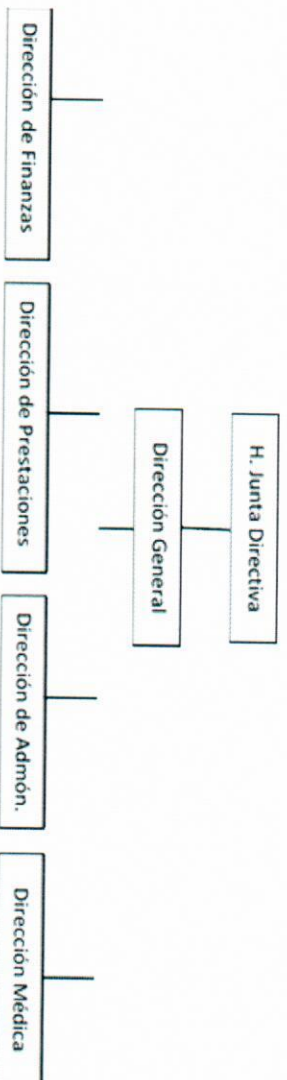 H. Junta Directiva
Dirección General
Dirección de Finanzas
Dirección de Prestaciones
Dirección de Admón.
Dirección Médica